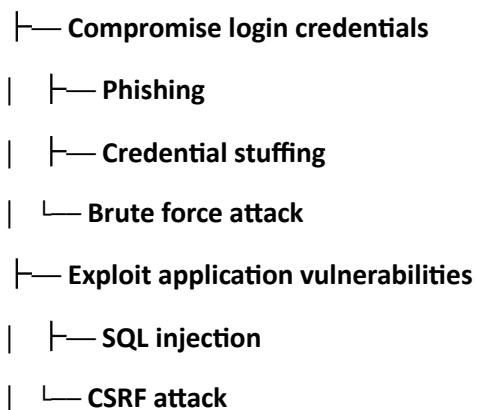 ├── Compromise login credentials
│ ├── Phishing
│ ├── Credential stuffing
│ └── Brute force attack
├── Exploit application vulnerabilities
│ ├── SQL injection
│ └── CSRF attack